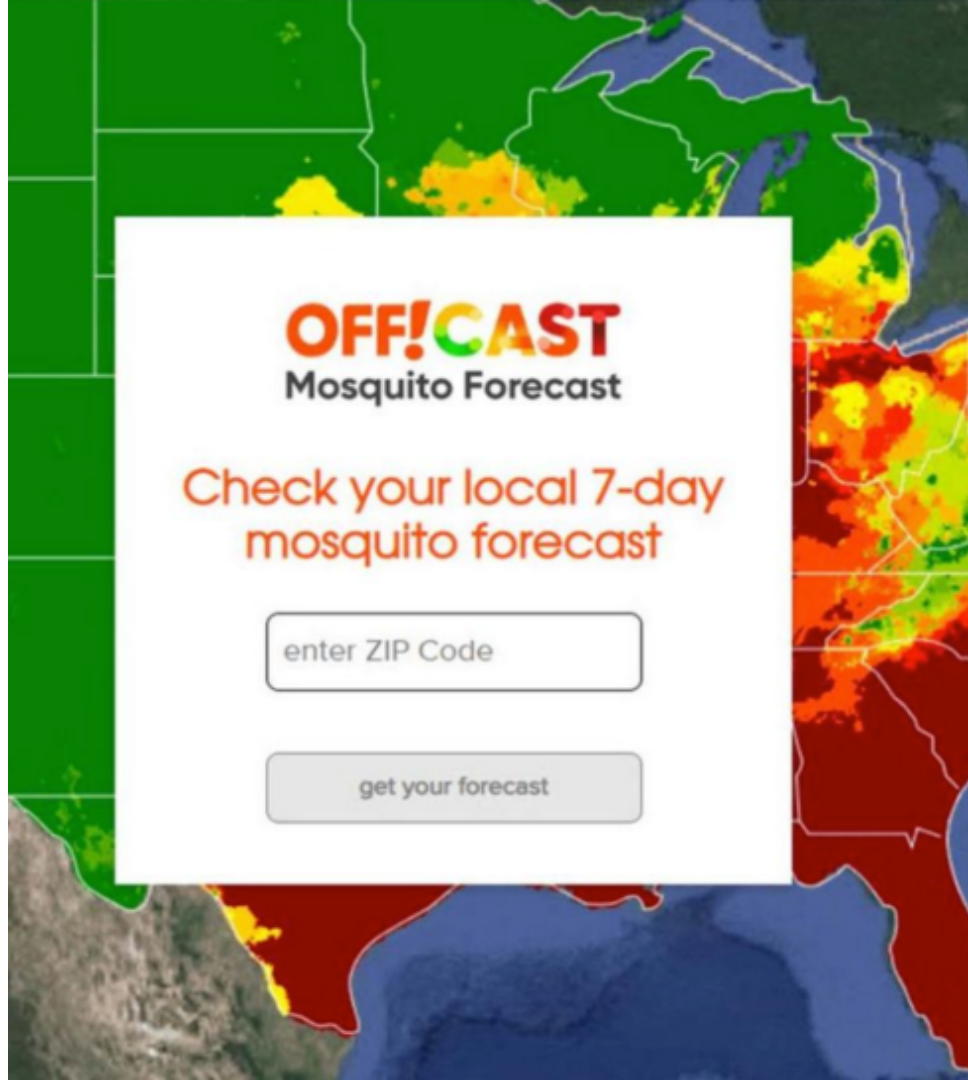 OFF!CAST
Mosquito Forecast
Check your local 7-day
mosquito forecast
enter ZIP Code
get your forecast